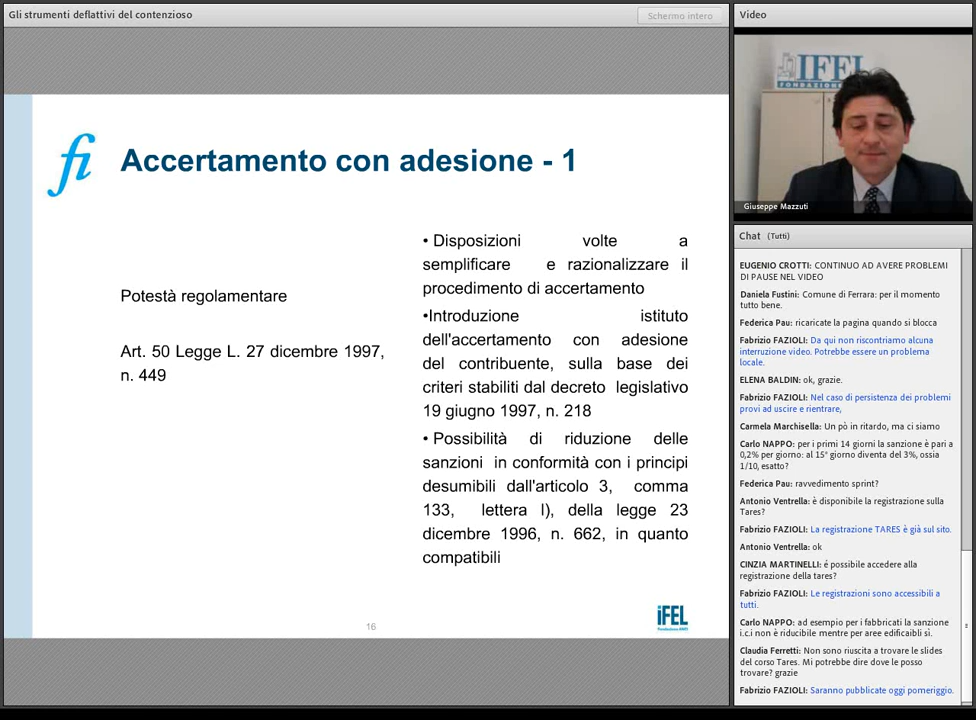 Gli strumenti deflattivi del contenzioso
Schermo intero
fi
Accertamento con adesione - 1
Potestà regolamentare
Art. 50 Legge L. 27 dicembre 1997,
n. 449
• Disposizioni volte a
semplificare e razionalizzare il
procedimento di accertamento
•Introduzione istituto
dell'accertamento con adesione
del contribuente, sulla base dei
criteri stabiliti dal decreto legislativo
19 giugno 1997, n. 218
• Possibilità di riduzione delle
sanzioni in conformità con i principi
desumibili dall'articolo 3, comma
133, lettera l), della legge 23
dicembre 1996, n. 662, in quanto
compatibili
16
iFEL
Video
IFEL
FONDAZIONE
Giuseppe Mazzuti
Chat (Tutti)
EUGENIO CROTTI: CONTINUO AD AVERE PROBLEMI
DI PAUSE NEL VIDEO
Daniela Fustini: Comune di Ferrara: per il momento
tutto bene.
Federica Pau: ricaricate la pagina quando si blocca
Fabrizio FAZIOLI: Da qui non riscontriamo alcuna
interruzione video. Potrebbe essere un problema
locale.
ELENA BALDIN: ok, grazie.
Fabrizio FAZIOLI: Nel caso di persistenza dei problemi
provi ad uscire e rientrare,
Carmela Marchisella: Un pò in ritardo, ma ci siamo
Carlo NAPPO: per i primi 14 giorni la sanzione è pari a
0,2% per giorno: al 15° giorno diventa del 3%, ossia
1/10, esatto?
Federica Pau: ravvedimento sprint?
Antonio Ventrella: è disponibile la registrazione sulla
Tares?
Fabrizio FAZIOLI: La registrazione TARES è già sul sito.
Antonio Ventrella: ok
CINZIA MARTINELLI: é possibile accedere alla
registrazione della tares?
Fabrizio FAZIOLI: Le registrazioni sono accessibili a
tutti.
Carlo NAPPO: ad esempio per i fabbricati la sanzione
i.c.i non è riducibile mentre per aree edificaibli sì.
Claudia Ferretti: Non sono riuscita a trovare le slides
del corso Tares. Mi potrebbe dire dove le posso
trovare? grazie
Fabrizio FAZIOLI: Saranno pubblicate oggi pomeriggio.